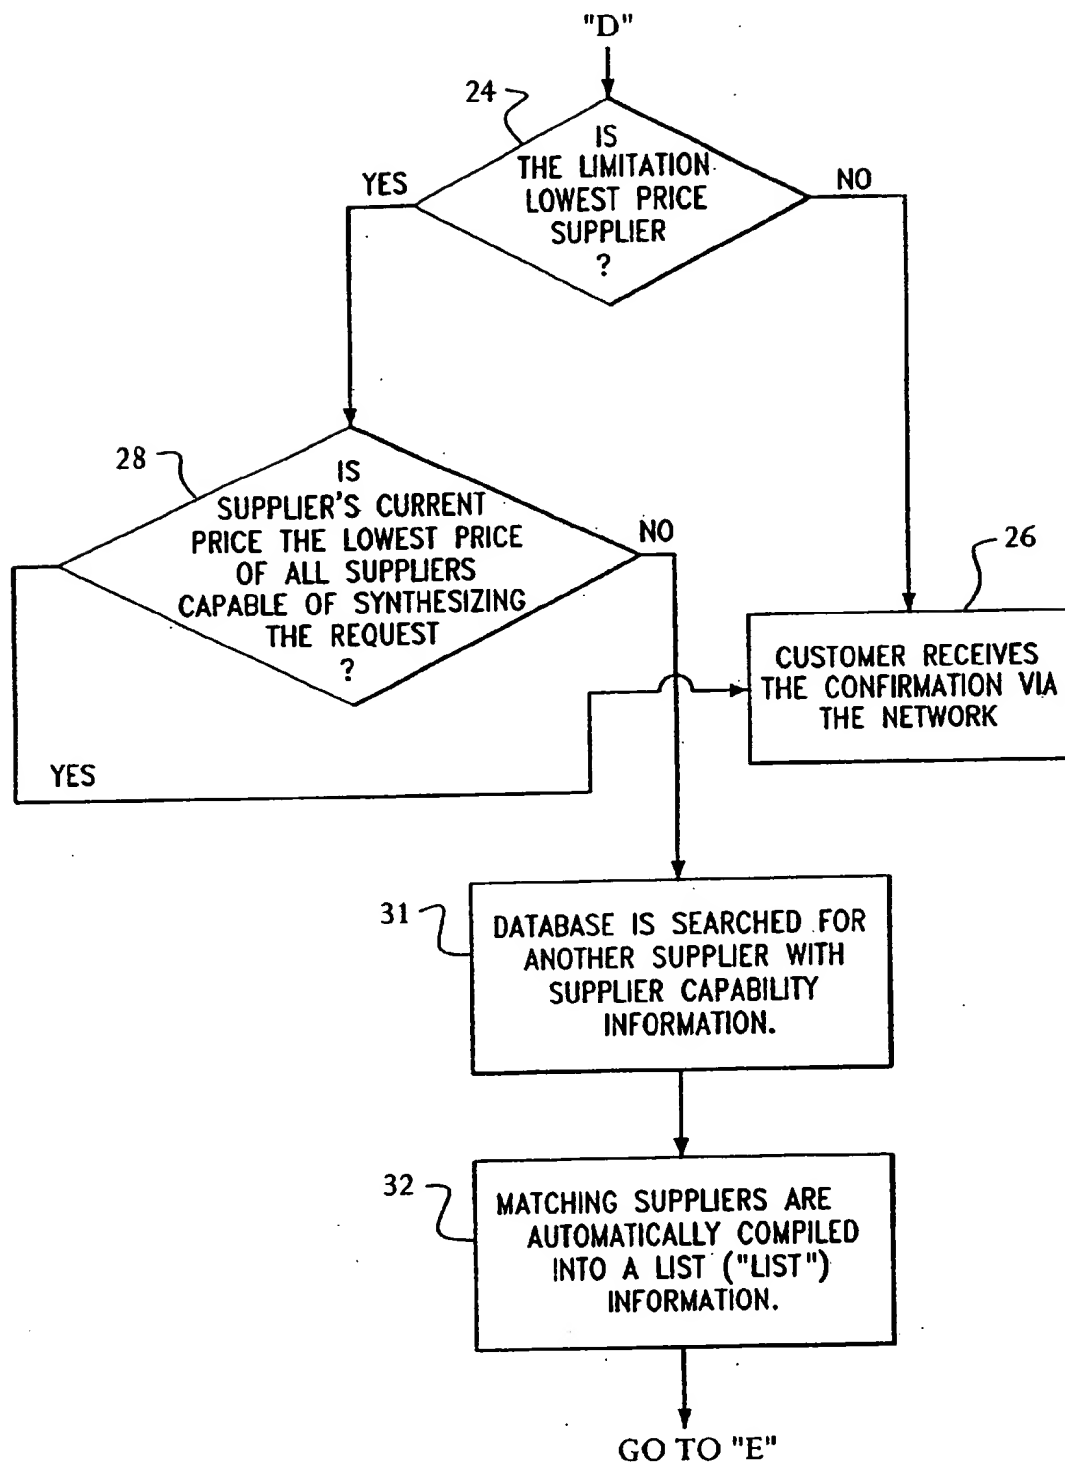 "D"
24
IS
THE LIMITATION
LOWEST PRICE
SUPPLIER
?
YES
NO
28
IS
SUPPLIER'S CURRENT
PRICE THE LOWEST PRICE
OF ALL SUPPLIERS
CAPABLE OF SYNTHESIZING
THE REQUEST
?
NO
YES
26
CUSTOMER RECEIVES
THE CONFIRMATION VIA
THE NETWORK
31
DATABASE IS SEARCHED FOR
ANOTHER SUPPLIER WITH
SUPPLIER CAPABILITY
INFORMATION.
32
MATCHING SUPPLIERS ARE
AUTOMATICALLY COMPILED
INTO A LIST ("LIST")
INFORMATION.
GO TO "E"